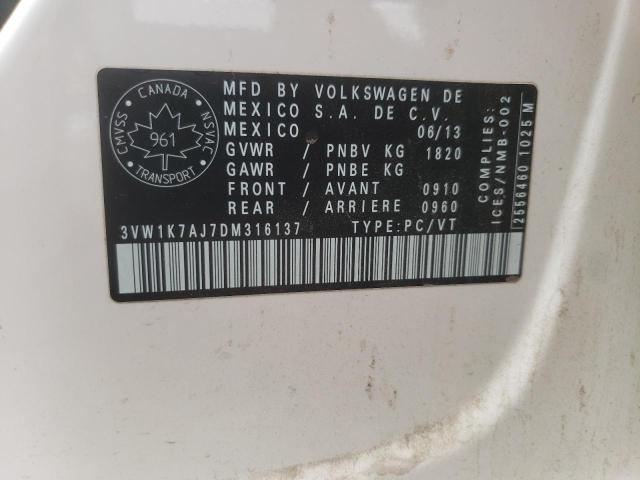 CANADA
CMVSS
NSVAC
961
TRANSPORT
MFD BY VOLKSWAGEN DE
MEXICO S.A. DE C.V.
MEXICO 06/13
GVWR / PNBV KG 1820
GAWR / PNBE KG
FRONT / AVANT 0910
REAR / ARRIERE 0960
3VW1K7AJ7DM316137 TYPE:PC/VT
COMPLIES:
ICES/NMB-002
2556460 1025 M